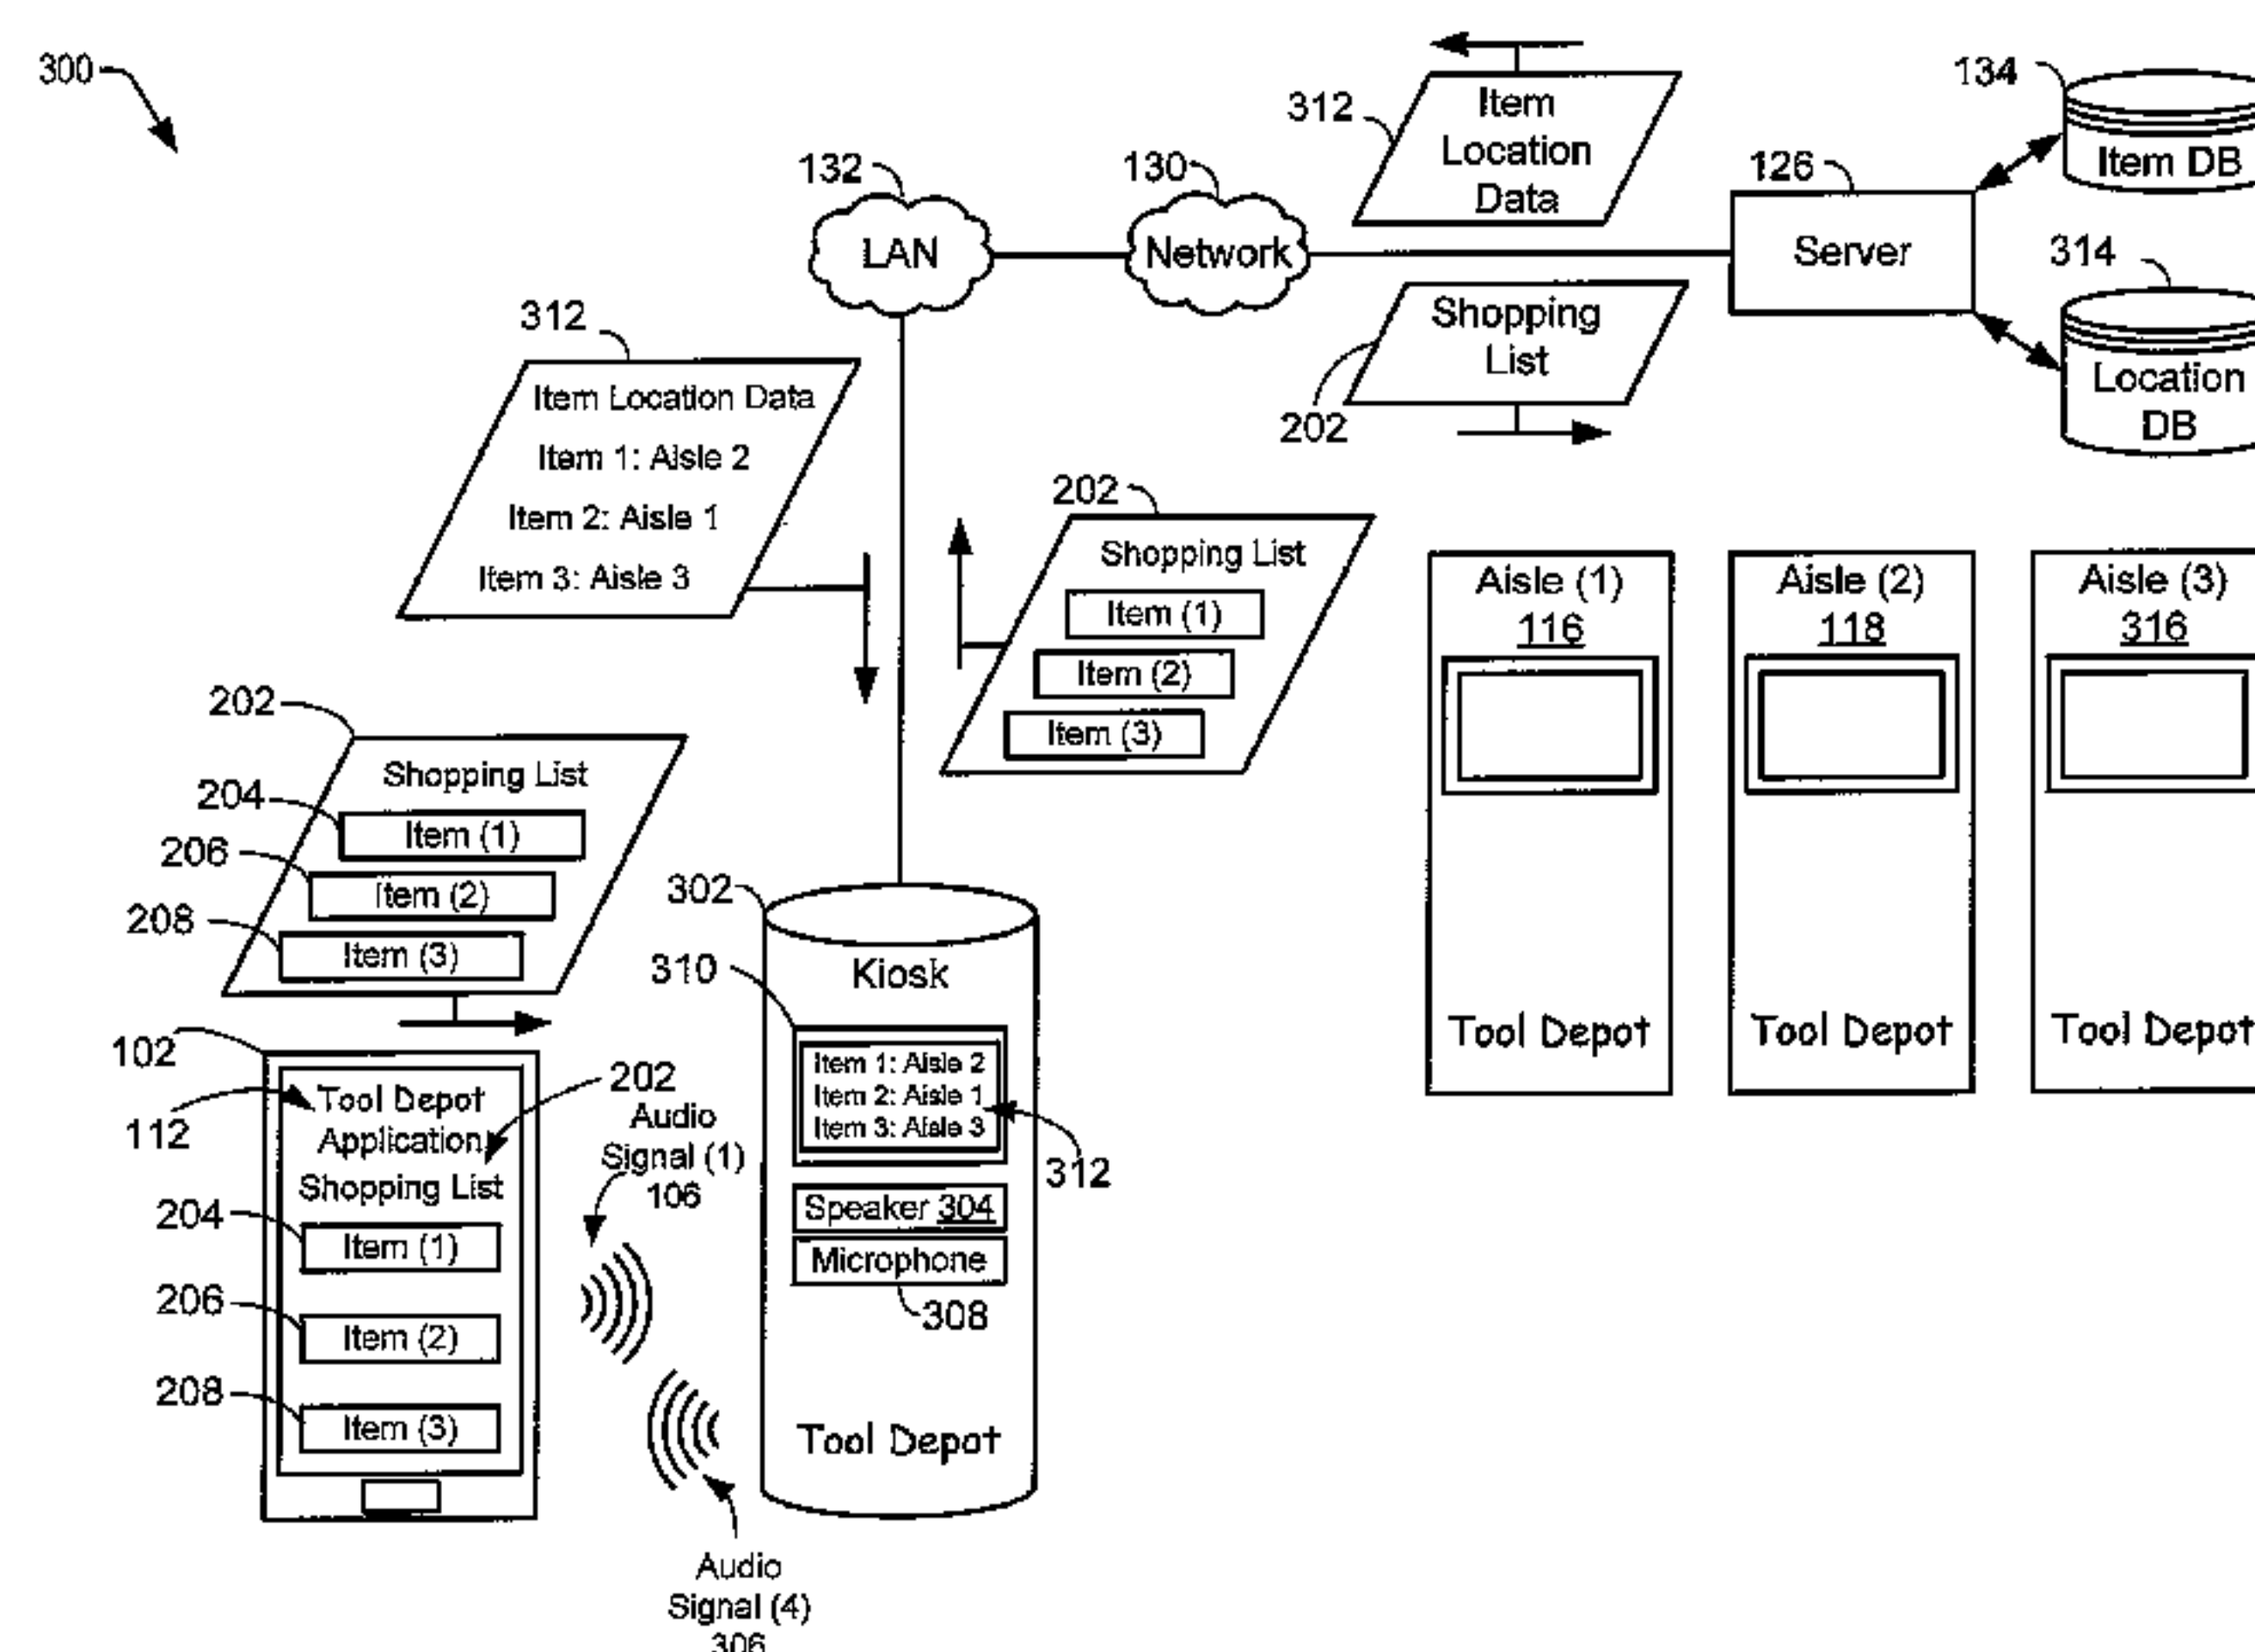 300
132
LAN
130
Network
312
Item
Location
Data
126
Server
134
Item DB
314
Location
DB
Shopping
List
202
312
Item Location Data
Item 1: Aisle 2
Item 2: Aisle 1
Item 3: Aisle 3
202
Shopping List
Item (1)
Item (2)
Item (3)
Aisle (1)
116
Tool Depot
Aisle (2)
118
Tool Depot
Aisle (3)
316
Tool Depot
202
Shopping List
204
Item (1)
206
Item (2)
208
Item (3)
102
112
Tool Depot
Application
202
Shopping List
204
Item (1)
206
Item (2)
208
Item (3)
Audio
Signal (1)
106
Audio
Signal (4)
306
302
Kiosk
310
Item 1: Aisle 2
Item 2: Aisle 1
Item 3: Aisle 3
312
Speaker 304
Microphone
308
Tool Depot